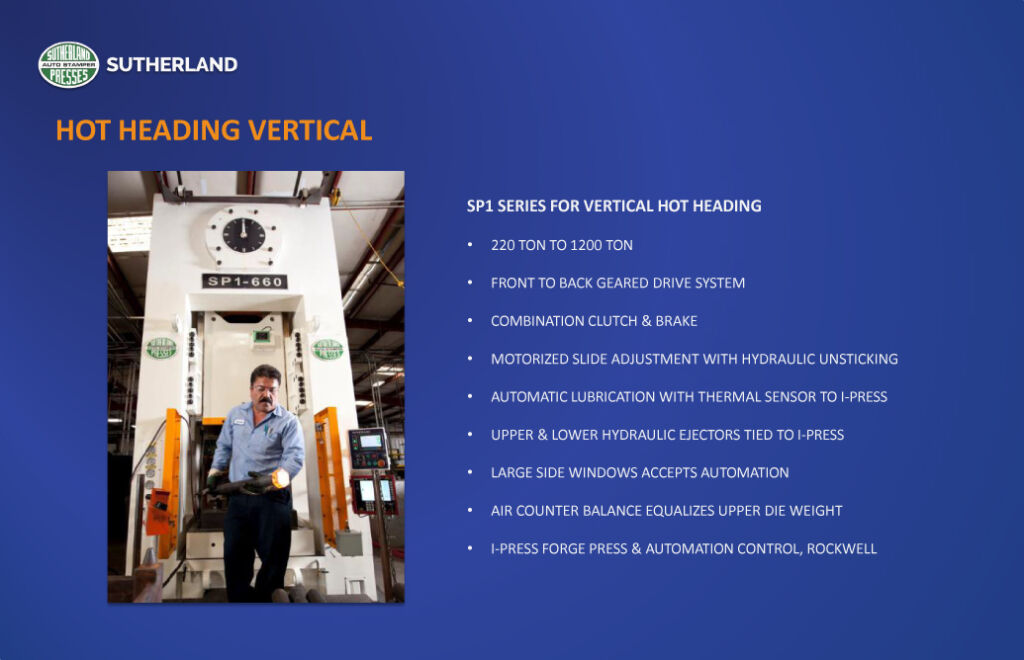 SUTHERLAND
AUTO STAMPER
PRESSES
SUTHERLAND
HOT HEADING VERTICAL
SP1-660
SP1 SERIES FOR VERTICAL HOT HEADING
• 220 TON TO 1200 TON
• FRONT TO BACK GEARED DRIVE SYSTEM
• COMBINATION CLUTCH & BRAKE
• MOTORIZED SLIDE ADJUSTMENT WITH HYDRAULIC UNSTICKING
• AUTOMATIC LUBRICATION WITH THERMAL SENSOR TO I-PRESS
• UPPER & LOWER HYDRAULIC EJECTORS TIED TO I-PRESS
• LARGE SIDE WINDOWS ACCEPTS AUTOMATION
• AIR COUNTER BALANCE EQUALIZES UPPER DIE WEIGHT
• I-PRESS FORGE PRESS & AUTOMATION CONTROL, ROCKWELL